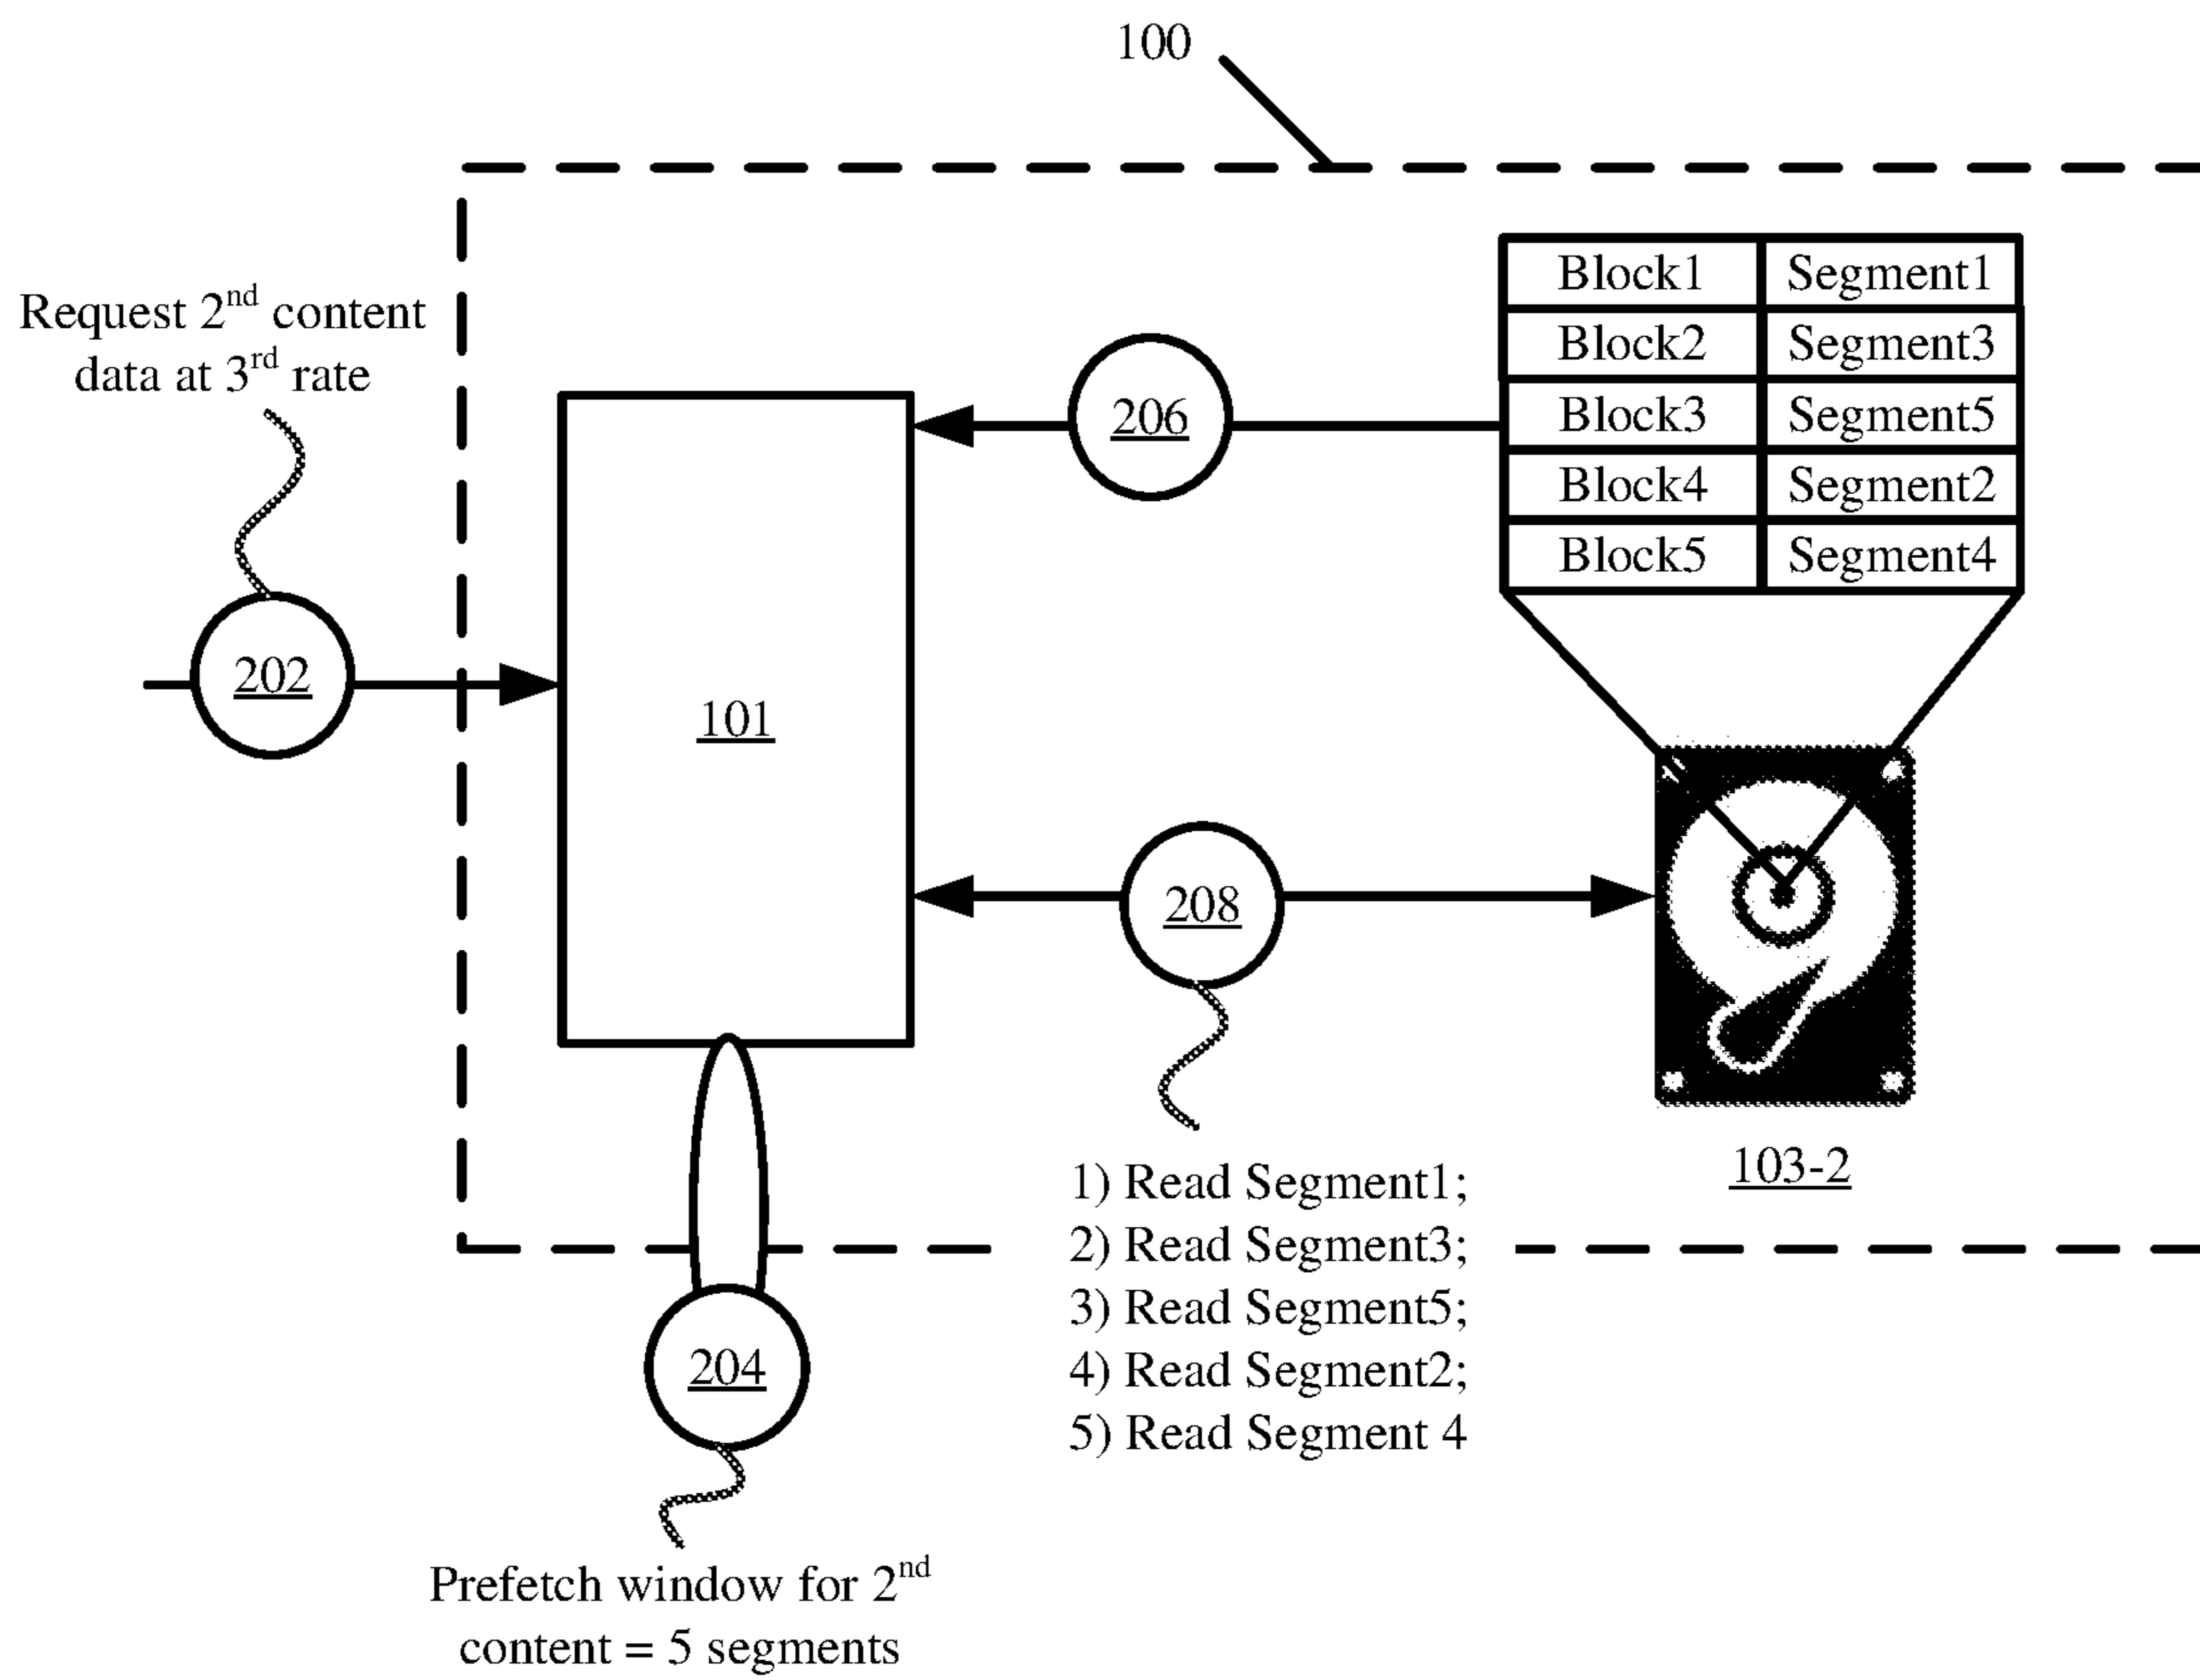 100
Request 2nd content
data at 3rd rate
Block1 Segment1
Block2 Segment3
Block3 Segment5
Block4 Segment2
Block5 Segment4
206
202
101
208
103-2
1) Read Segment1;
2) Read Segment3;
3) Read Segment5;
4) Read Segment2;
5) Read Segment 4
204
Prefetch window for 2nd
content = 5 segments